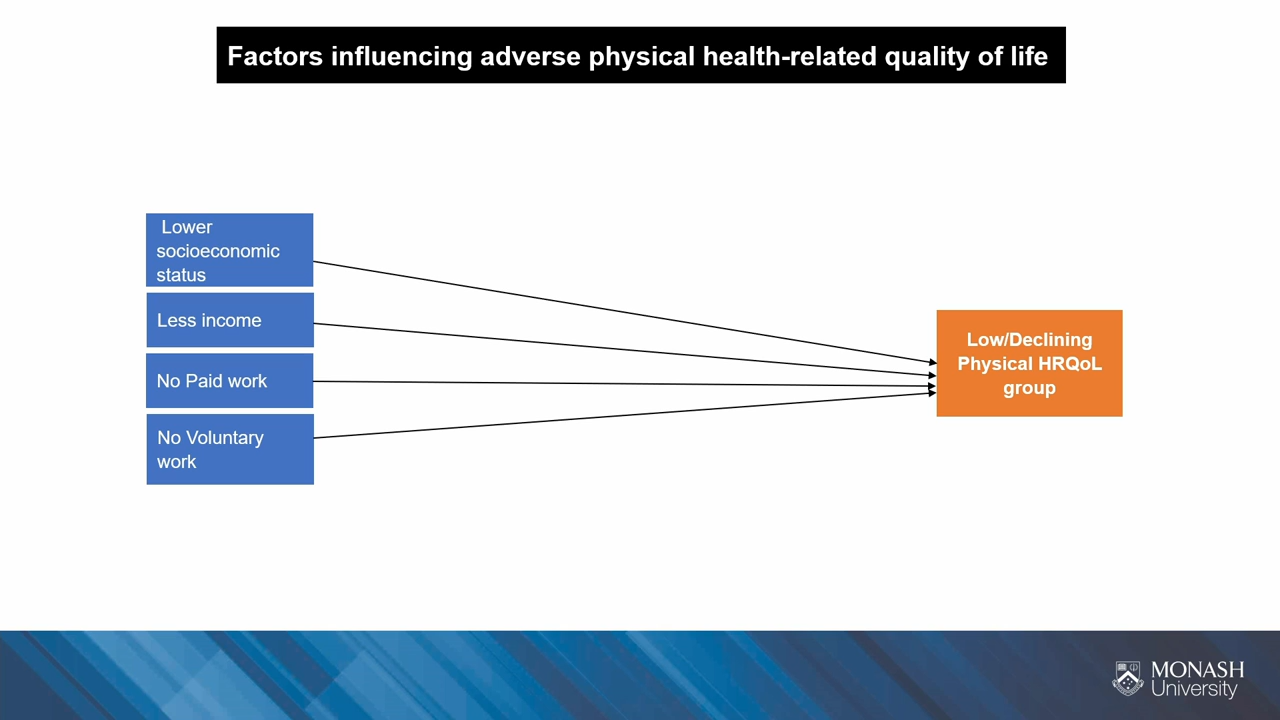 Factors influencing adverse physical health-related quality of life
Lower
socioeconomic
status
Less income
No Paid work
No Voluntary
work
Low/Declining
Physical HRQoL
group
MONASH
University